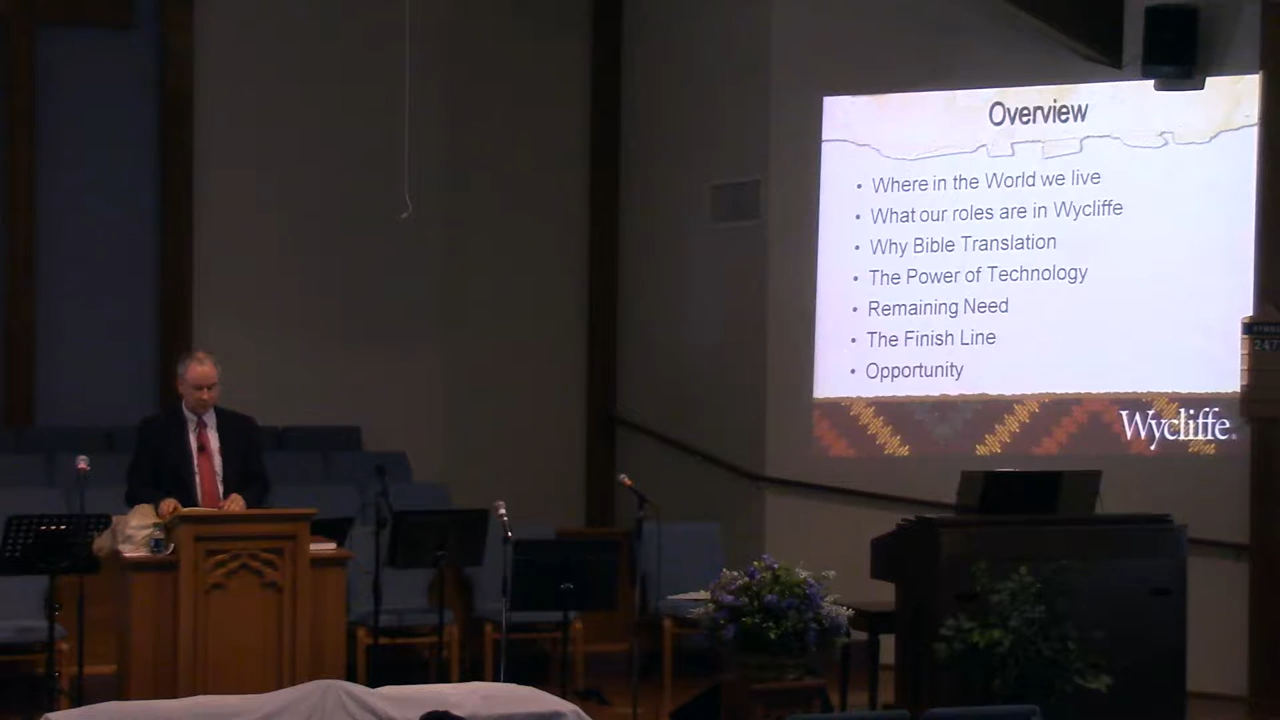 Overview
• Where in the World we live
• What our roles are in Wycliffe
• Why Bible Translation
• The Power of Technology
• Remaining Need
• The Finish Line
• Opportunity
Wycliffe
247